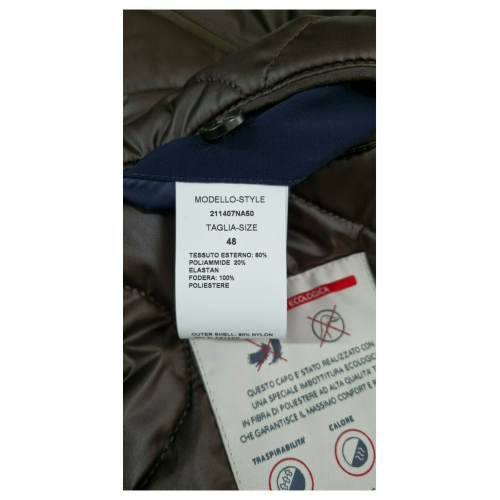 MODELLO-STYLE
211407NA50
TAGLIA-SIZE
48
TESSUTO ESTERNO: 80%
POLIAMMIDE 20%
ELASTAN
FODERA: 100%
POLIESTERE
OUTER SHELL: 80% NYLON
ECOLOGICA
QUESTO CAPO E' STATO REALIZZATO CON
UNA SPECIALE IMBOTTITURA ECOLOGIC
IN FIBRA DI POLIESTERE AD ALTA QUALITA'
CHE GARANTISCE IL MASSIMO COMFORT E
TRASPIRABILITA'
CALORE